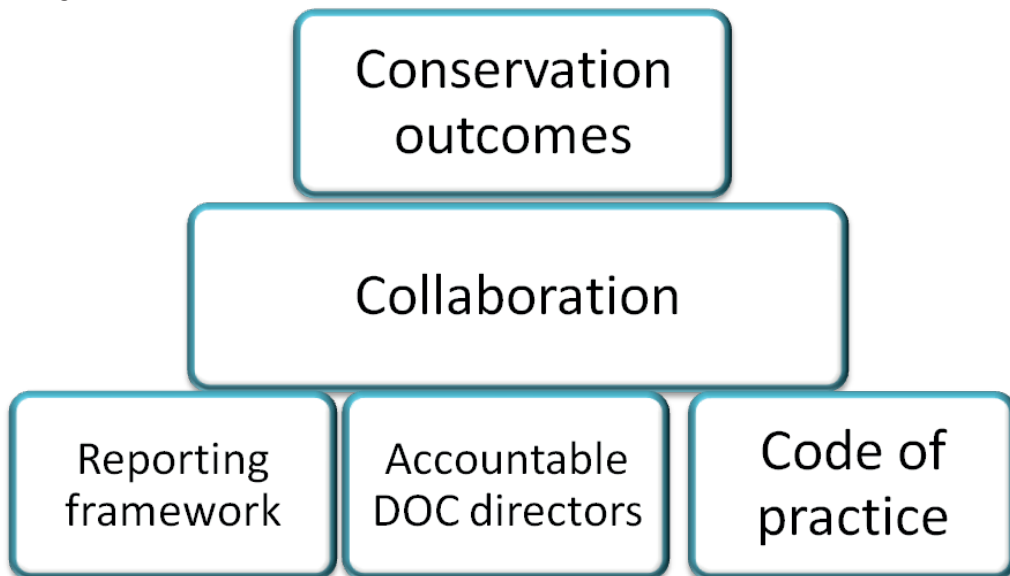 Conservation
outcomes
Collaboration
Reporting
framework
Accountable
DOC directors
Code of
practice